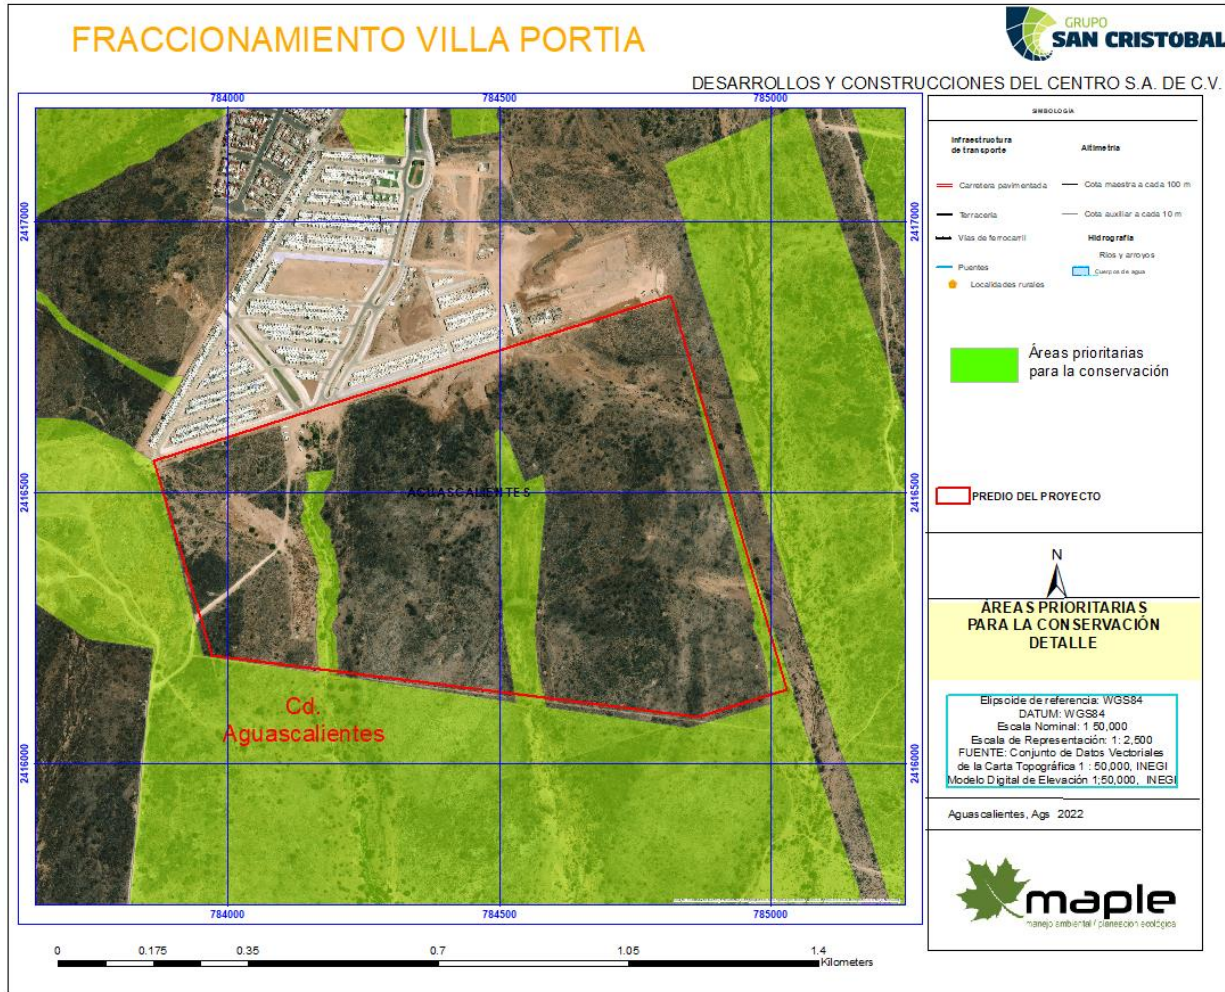 FRACCIONAMIENTO VILLA PORTIA
GRUPO
SAN CRISTOBAL
DESARROLLOS Y CONSTRUCCIONES DEL CENTRO S.A. DE C.V.
784000
784500
785000
2417000
2416500
2416000
2417000
2416500
2416000
AGUASCALIENTES
Cd.
Aguascalientes
784000
784500
785000
0
0.175
0.35
0.7
1.05
1.4
Kilometers
SIMBOLOGÍA
Infraestructura
de transporte
Altimetría
Carretera pavimentada
Cota maestra a cada 100 m
Terracería
Cota auxiliar a cada 10 m
Vías de ferrocarril
Hidrografía
Ríos y arroyos
Puentes
Cuerpos de agua
Localidades rurales
Áreas prioritarias
para la conservación
PREDIO DEL PROYECTO
N
ÁREAS PRIORITARIAS
PARA LA CONSERVACIÓN
DETALLE
Elipsoide de referencia: WGS84
DATUM: WGS84
Escala Nominal: 1 50,000
Escala de Representación: 1: 2,500
FUENTE: Conjunto de Datos Vectoriales
de la Carta Topográfica 1 : 50,000, INEGI
Modelo Digital de Elevación 1;50,000, INEGI
Aguascalientes, Ags 2022
maple
manejo ambiental / planeación ecológica